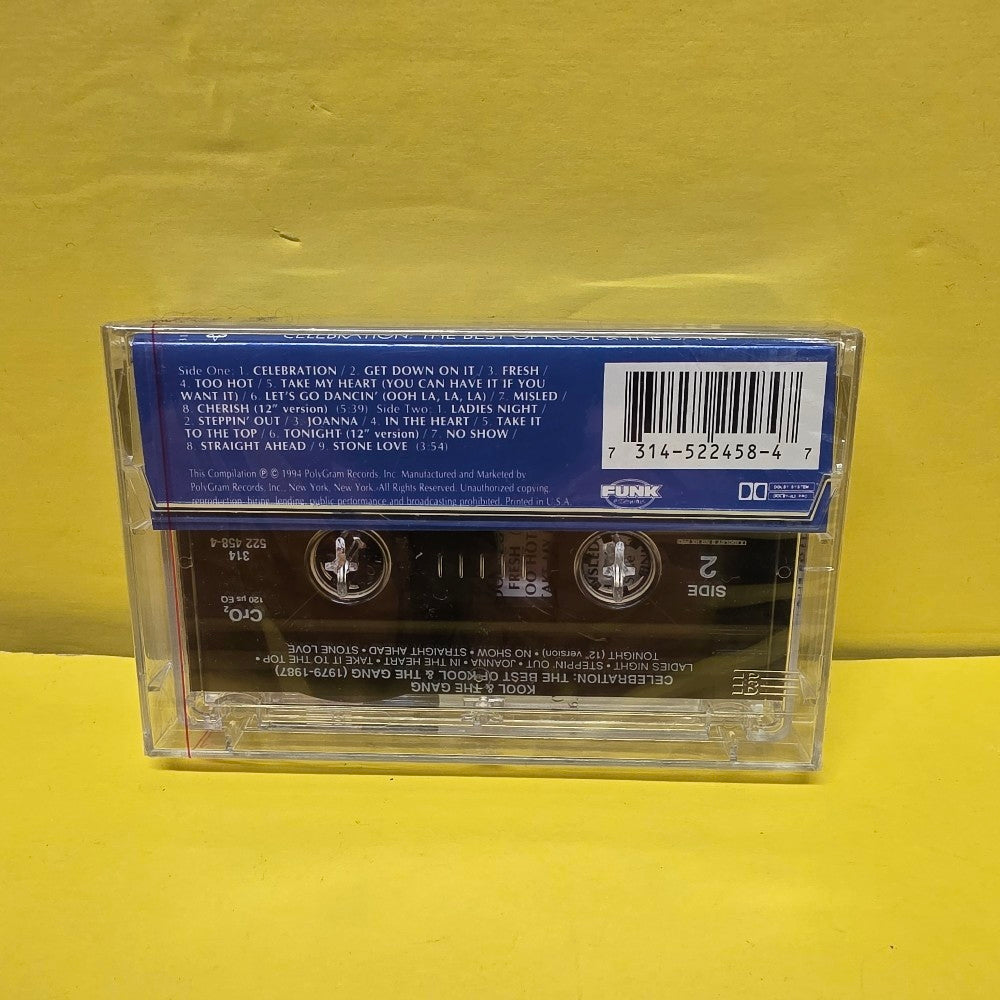 CELEBRATION: THE BEST OF KOOL & THE GANG
Side One: 1. CELEBRATION / 2. GET DOWN ON IT / 3. FRESH /
4. TOO HOT / 5. TAKE MY HEART (YOU CAN HAVE IT IF YOU
WANT IT) / 6. LET'S GO DANCIN' (OOH LA, LA, LA) / 7. MISLED /
8. CHERISH (12" version) (5:39) Side Two: 1. LADIES NIGHT /
2. STEPPIN' OUT / 3. JOANNA / 4. IN THE HEART / 5. TAKE IT
TO THE TOP / 6. TONIGHT (12" version) / 7. NO SHOW /
8. STRAIGHT AHEAD / 9. STONE LOVE (3:54)
This Compilation ℗ © 1994 PolyGram Records, Inc. Manufactured and Marketed by
PolyGram Records, Inc., New York, New York. All Rights Reserved. Unauthorized copying,
reproduction, hiring, lending, public performance and broadcasting prohibited. Printed in U.S.A.
7 314-522458-4 7
FUNK
DOLBY SYSTEM
314
522 458-4
FRESH
TOO HOT
SIDE
2
CrO2
120 µs EQ
KOOL & THE GANG
CELEBRATION: THE BEST OF KOOL & THE GANG (1979-1987)
LADIES NIGHT • STEPPIN' OUT • JOANNA • IN THE HEART • TAKE IT TO THE TOP •
TONIGHT (12" version) • NO SHOW • STRAIGHT AHEAD • STONE LOVE